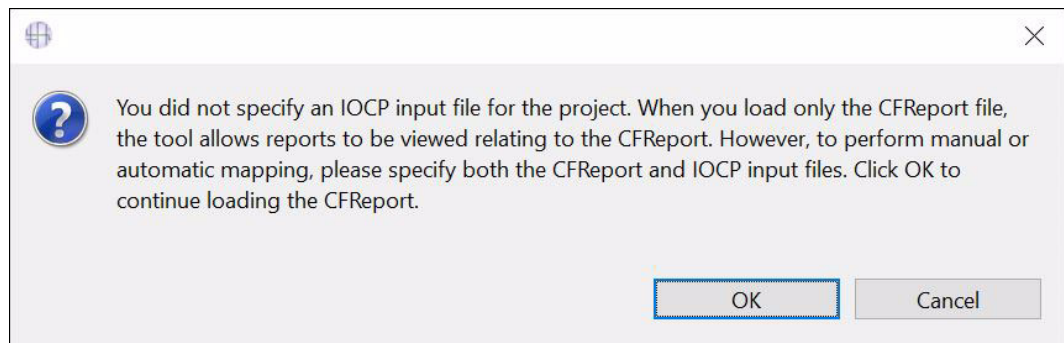 You did not specify an IOCP input file for the project. When you load only the CFReport file,
the tool allows reports to be viewed relating to the CFReport. However, to perform manual or
automatic mapping, please specify both the CFReport and IOCP input files. Click OK to
continue loading the CFReport.
OK
Cancel